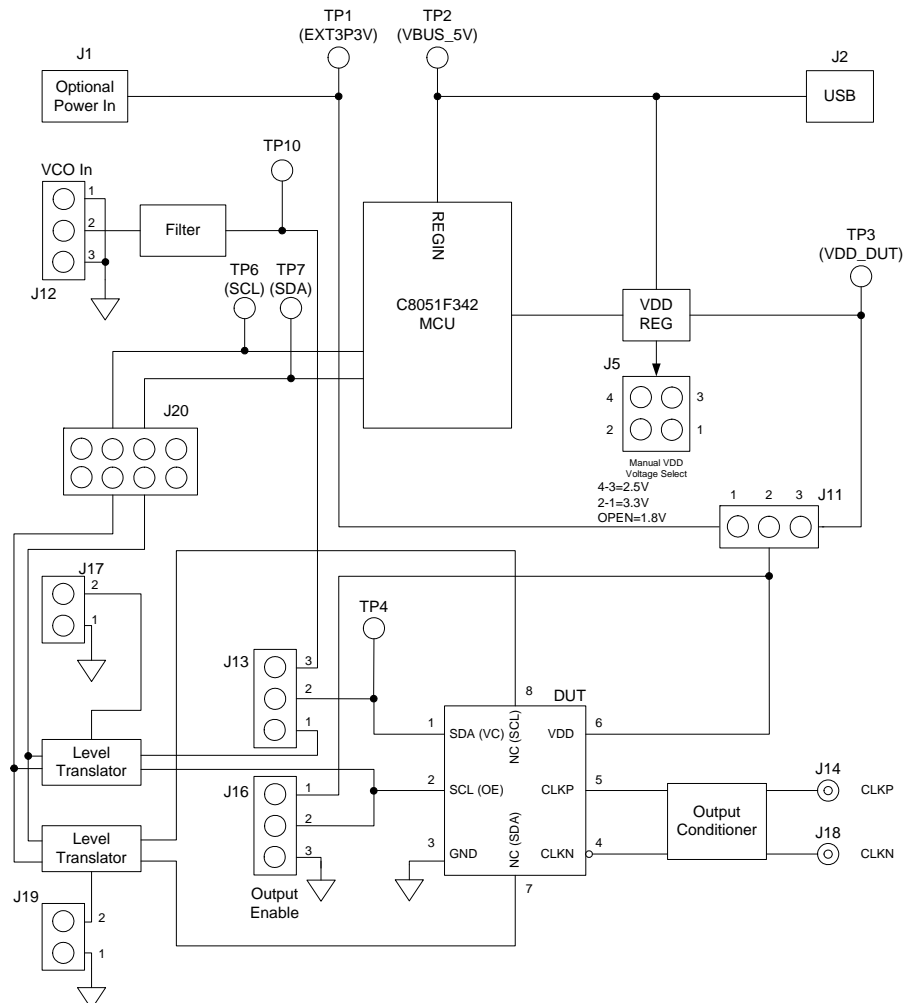 TP1
(EXT3P3V)
TP2
(VBUS_5V)
J1
Optional
Power In
J2
USB
TP10
VCO In
1
2
3
J12
Filter
REGIN
C8051F342
MCU
TP3
(VDD_DUT)
TP6
(SCL)
TP7
(SDA)
VDD
REG
J5
4
3
2
1
Manual VDD
Voltage Select
4-3=2.5V
2-1=3.3V
OPEN=1.8V
J20
1
2
3
J11
J17
2
1
TP4
J13
3
2
1
8
DUT
1
SDA (VC)
NC (SCL)
VDD
6
Level
Translator
J16
1
2
3
Output
Enable
2
SCL (OE)
CLKP
5
3
GND
NC (SDA)
CLKN
4
7
Output
Conditioner
J14
CLKP
J18
CLKN
Level
Translator
J19
2
1